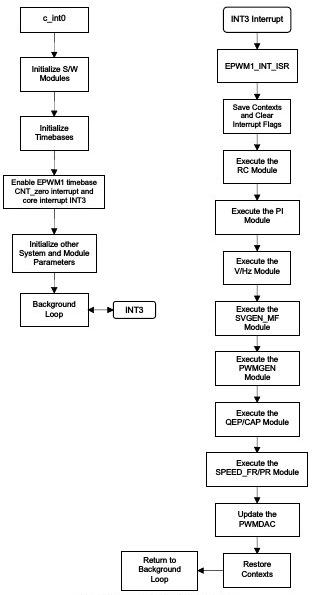 c_int0
Initialize S/W
Modules
Initialize
Timebases
Enable EPWM1 timebase
CNT_zero interrupt and
core interrupt INT3
Initialize other
System and Module
Parameters
Background
Loop
INT3
INT3 Interrupt
EPWM1_INT_ISR
Save Contexts
and Clear
Interrupt Flags
Execute the
RC Module
Execute the PI
Module
Execute the
V/Hz Module
Execute the
SVGEN_MF
Module
Execute the
PWMGEN
Module
Execute the
QEP/CAP Module
Execute the
SPEED_FR/PR Module
Update the
PWMDAC
Restore
Contexts
Return to
Background
Loop